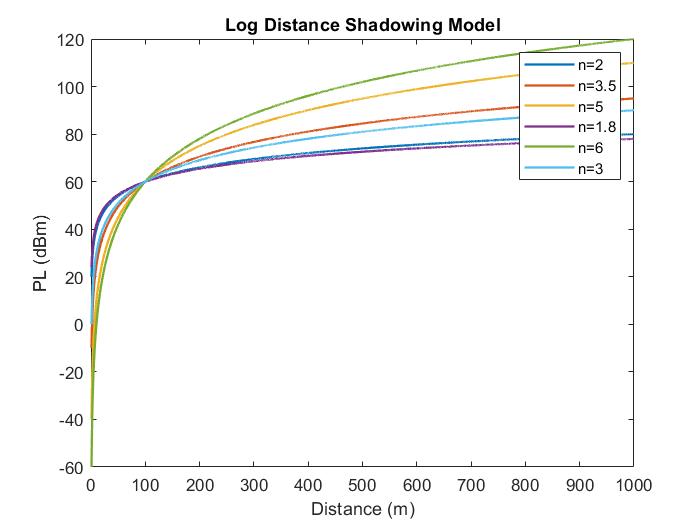 Log Distance Shadowing Model
120
100
80
60
40
20
0
-20
-40
-60
PL (dBm)
n=2
n=3.5
n=5
n=1.8
n=6
n=3
0 100 200 300 400 500 600 700 800 900 1000
Distance (m)